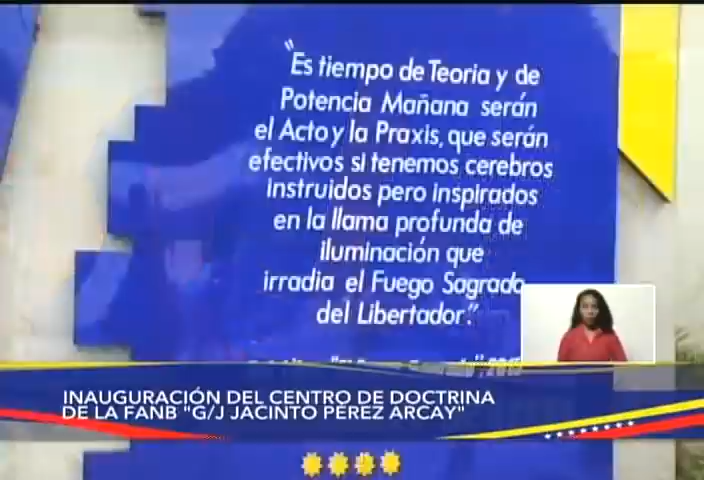 "Es tiempo de Teoria y de
Potencia Mañana serán
el Acto y la Praxis, que serán
efectivos si tenemos cerebros
instruidos pero inspirados
en la llama profunda de
iluminación que
irradia el Fuego Sagrado
del Libertador."
INAUGURACIÓN DEL CENTRO DE DOCTRINA
DE LA FANB "G/J JACINTO PÉREZ ARCAY"